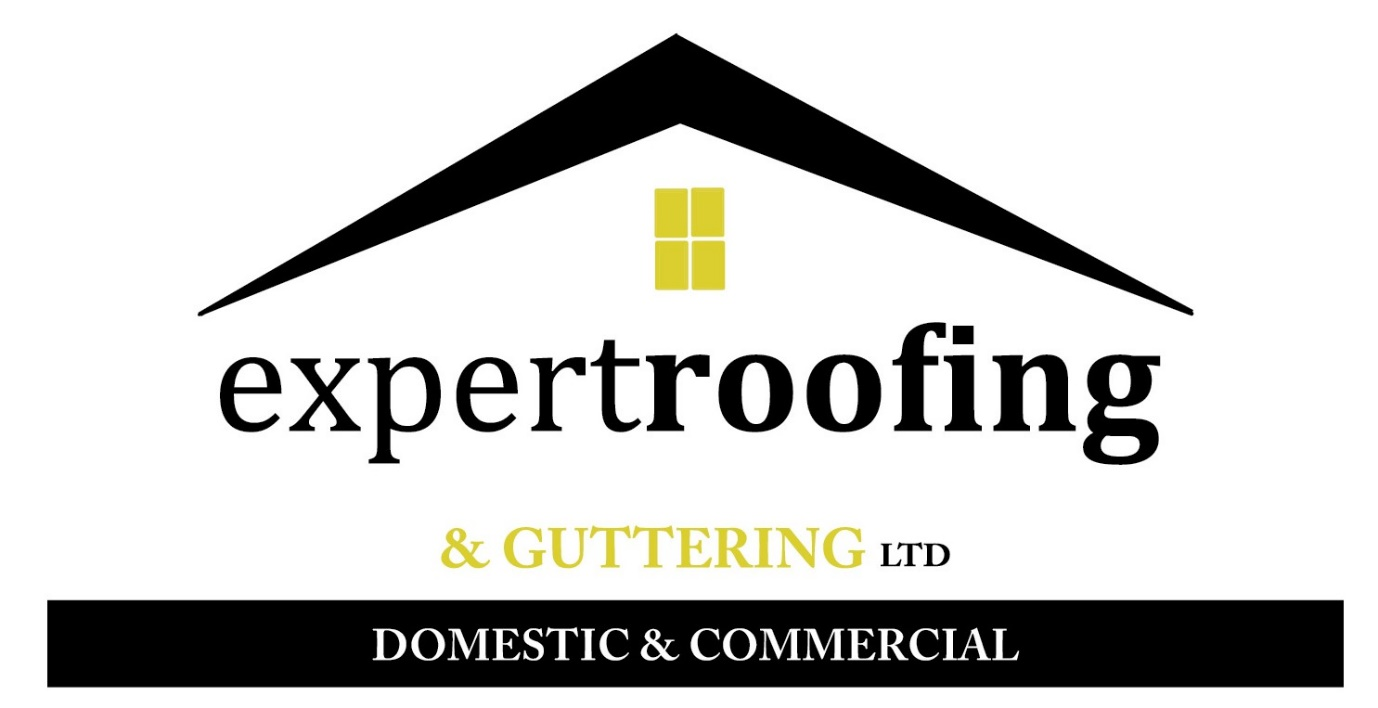 expertroofing
& GUTTERING LTD
DOMESTIC & COMMERCIAL